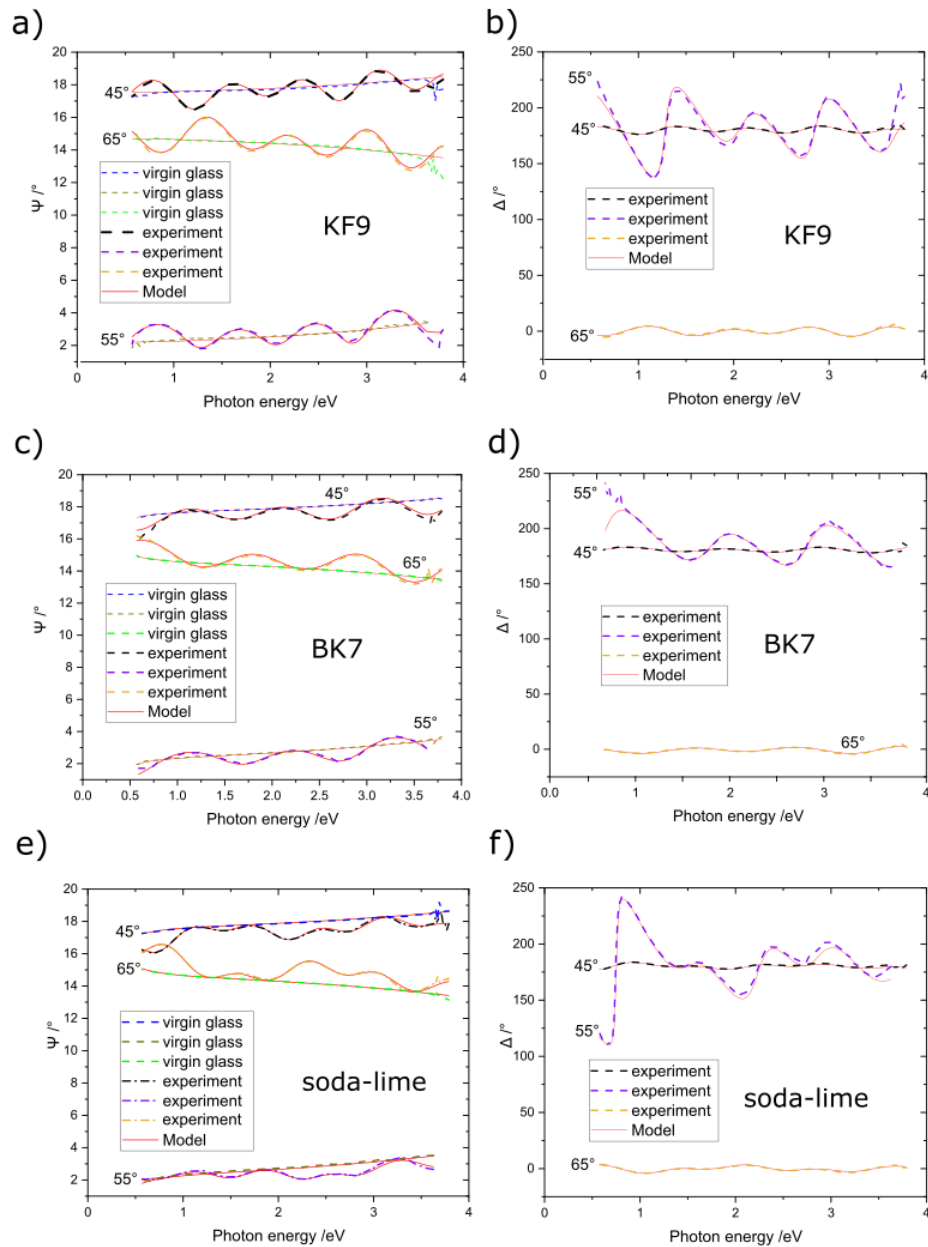 a)
20
18
16
14
12
10
8
6
4
2
0
1
2
3
4
Ψ /°
Photon energy /eV
45°
65°
55°
virgin glass
virgin glass
virgin glass
experiment
experiment
experiment
Model
KF9
b)
250
200
150
100
50
0
0
1
2
3
4
Δ /°
Photon energy /eV
55°
45°
65°
experiment
experiment
experiment
Model
KF9
c)
20
18
16
14
12
10
8
6
4
2
0.0
0.5
1.0
1.5
2.0
2.5
3.0
3.5
4.0
Ψ /°
Photon energy /eV
45°
65°
55°
virgin glass
virgin glass
virgin glass
experiment
experiment
experiment
Model
BK7
d)
250
200
150
100
50
0
0.0
0.5
1
2
3
4
Δ /°
Photon energy /eV
55°
45°
65°
experiment
experiment
experiment
Model
BK7
e)
20
18
16
14
12
10
8
6
4
2
0
1
2
3
4
Ψ /°
Photon energy /eV
45°
65°
55°
virgin glass
virgin glass
virgin glass
experiment
experiment
experiment
Model
soda-lime
f)
250
200
150
100
50
0
0
1
2
3
4
Δ /°
Photon energy /eV
45°
55°
65°
experiment
experiment
experiment
Model
soda-lime